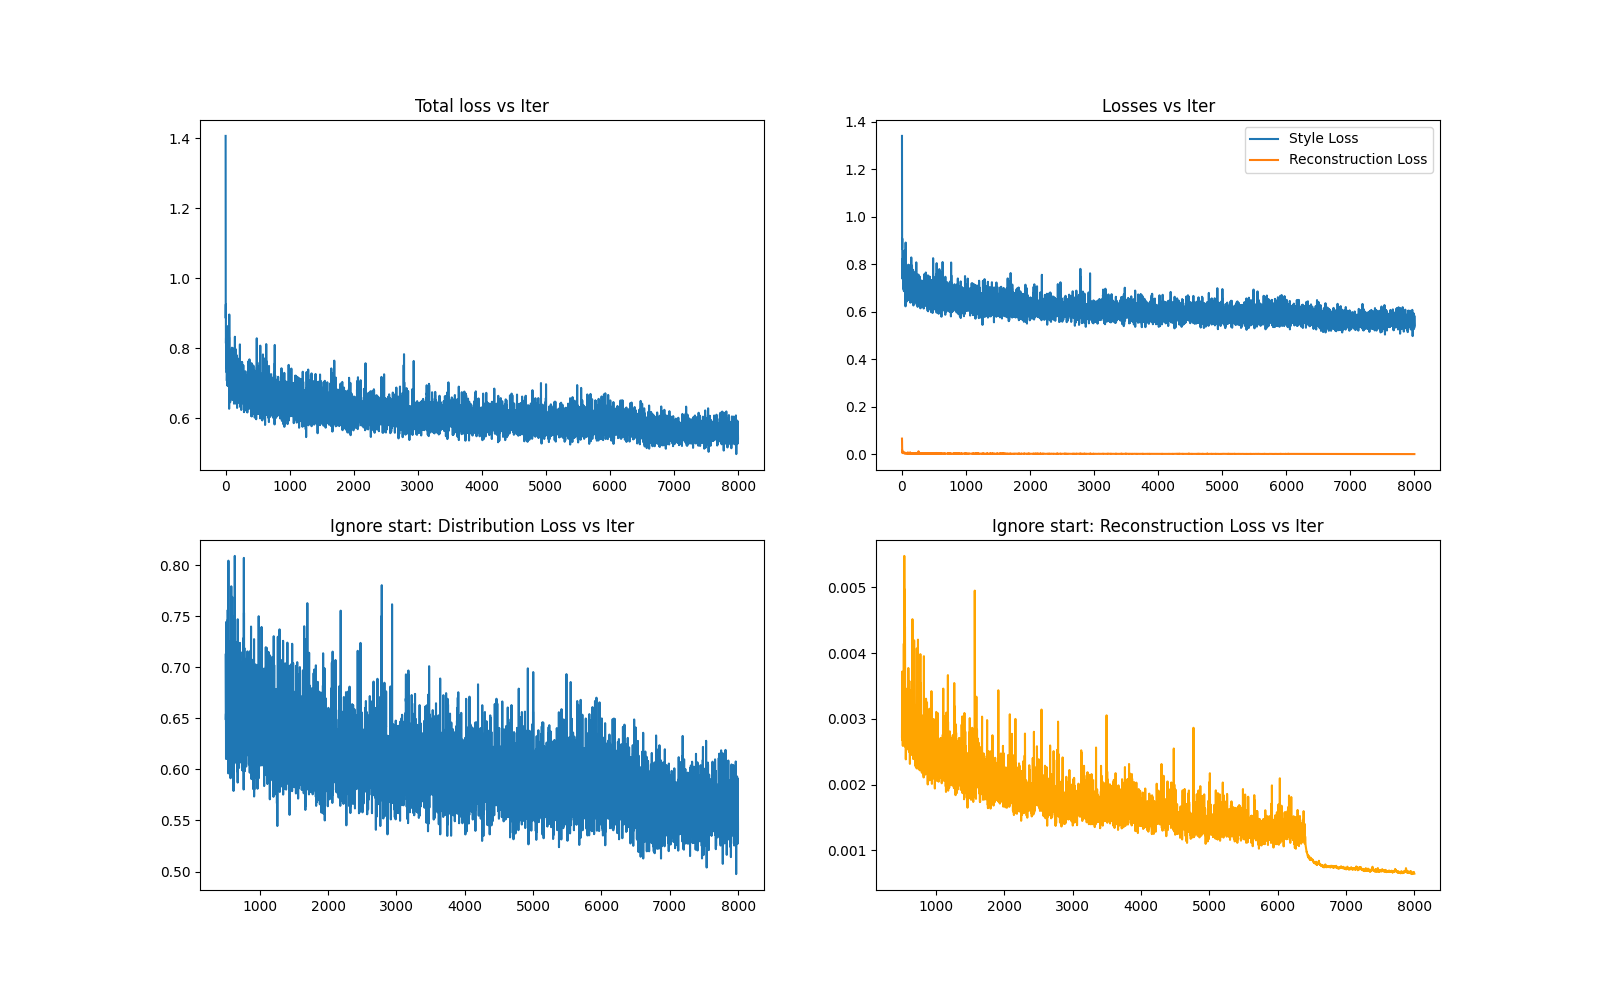 Total loss vs Iter
1.4
1.2
1.0
0.8
0.6
0 1000 2000 3000 4000 5000 6000 7000 8000
Losses vs Iter
Style Loss
Reconstruction Loss
1.4
1.2
1.0
0.8
0.6
0.4
0.2
0.0
0 1000 2000 3000 4000 5000 6000 7000 8000
Ignore start: Distribution Loss vs Iter
0.80
0.75
0.70
0.65
0.60
0.55
0.50
1000 2000 3000 4000 5000 6000 7000 8000
Ignore start: Reconstruction Loss vs Iter
0.005
0.004
0.003
0.002
0.001
1000 2000 3000 4000 5000 6000 7000 8000